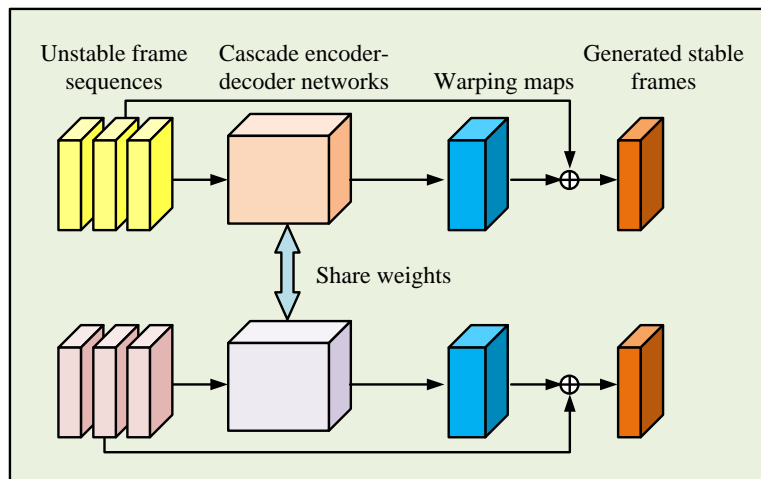 Unstable frame
sequences
Cascade encoder-
decoder networks
Warping maps
Generated stable
frames
Share weights